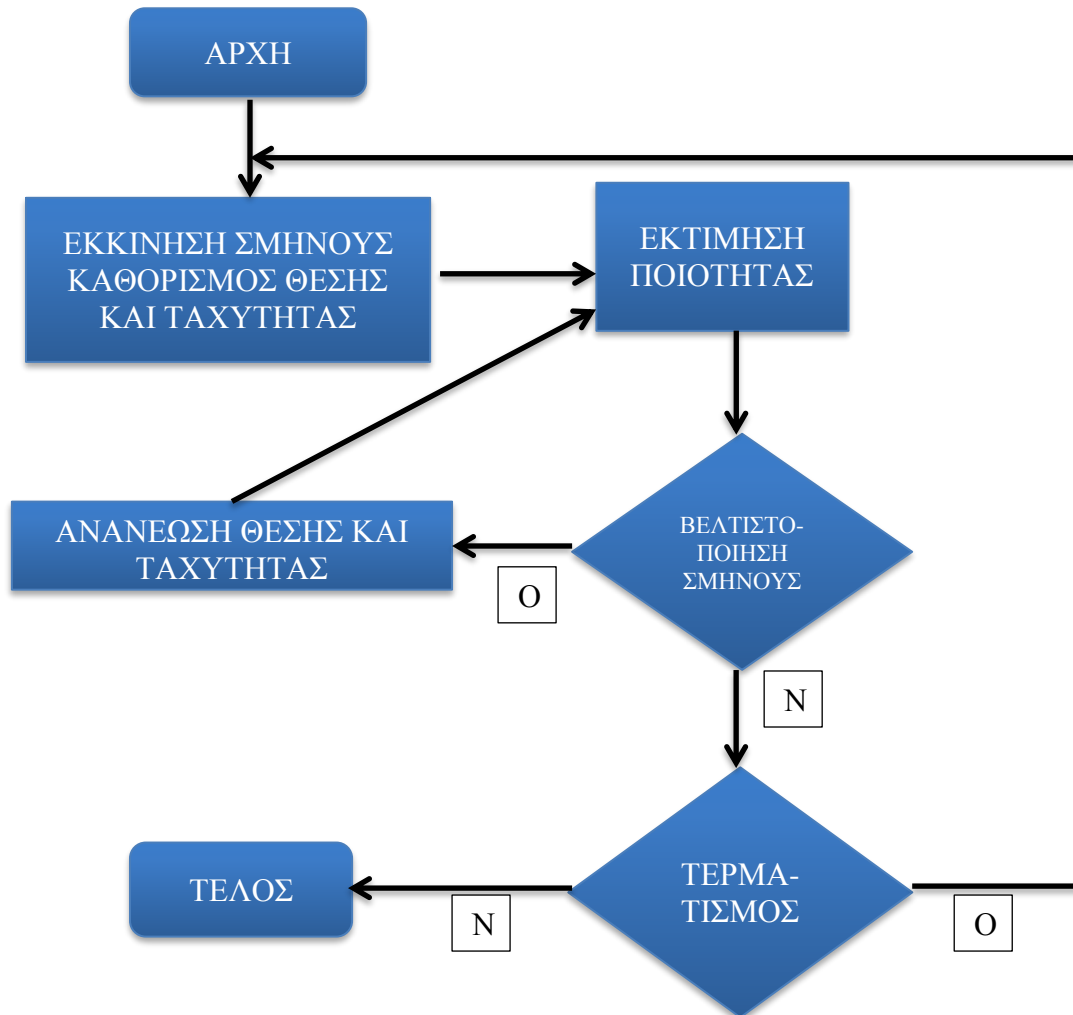 ΑΡΧΗ
ΕΚΚΙΝΗΣΗ ΣΜΗΝΟΥΣ
ΚΑΘΟΡΙΣΜΟΣ ΘΕΣΗΣ
ΚΑΙ ΤΑΧΥΤΗΤΑΣ
ΕΚΤΙΜΗΣΗ
ΠΟΙΟΤΗΤΑΣ
ΒΕΛΤΙΣΤΟ-
ΠΟΙΗΣΗ
ΣΜΗΝΟΥΣ
ΑΝΑΝΕΩΣΗ ΘΕΣΗΣ ΚΑΙ
ΤΑΧΥΤΗΤΑΣ
Ο
Ν
ΤΕΡΜΑ-
ΤΙΣΜΟΣ
ΤΕΛΟΣ
Ν
Ο